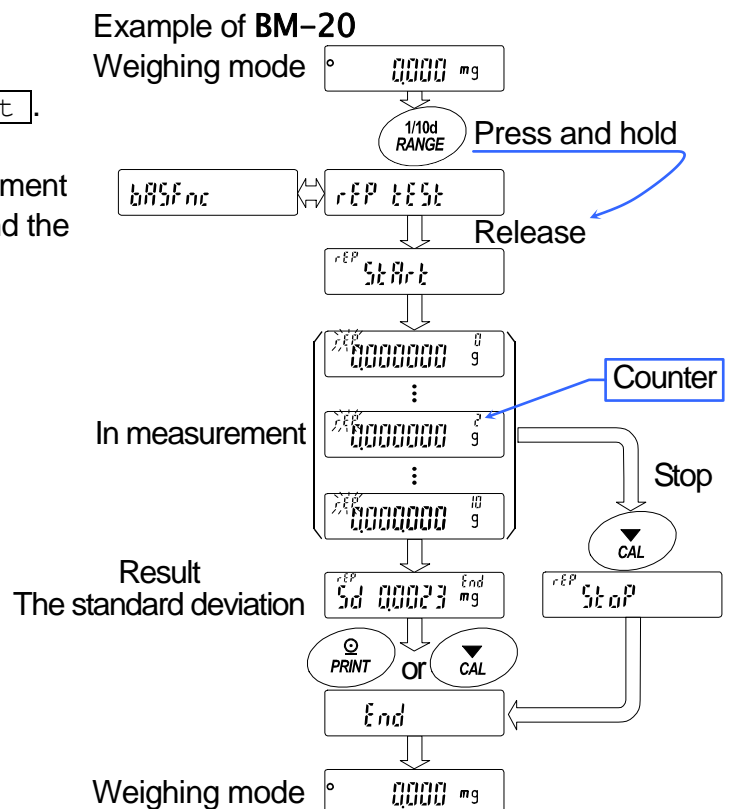 Example of BM-20
Weighing mode
0.000 mg
t .
1/10d
RANGE
Press and hold
ment
nd the
bASFnc
rEP tESt
Release
rEP
StArt
rEP 0.000000 g 0
Counter
In measurement
rEP 0.000000 g 2
Stop
rEP 0.000000 g 10
CAL
Result
The standard deviation
rEP Sd 0.0023 mg End
rEP StoP
PRINT
or
CAL
End
Weighing mode
0.000 mg